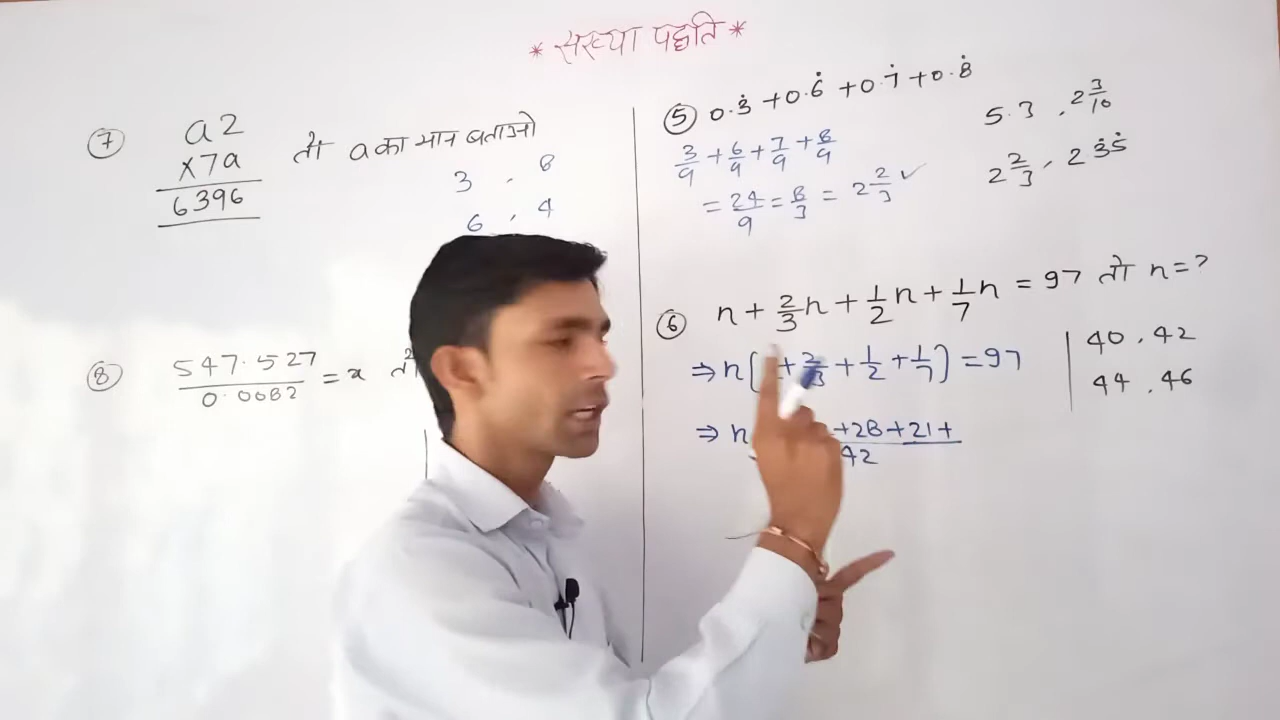 * संख्या पद्धति *
⑦ a2
×7a
6396
तो a का मान बताओ
3 , 8
6 , 4
⑧ 547.527
0.0082
= x
⑤ 0.3̇ + 0.6̇ + 0.7̇ + 0.8̇
3/9 + 6/9 + 7/9 + 8/9
= 24/9 = 8/3 = 2 2/3 ✓
5.3 , 2 3/10
2 2/3 , 2 3̇5̇
⑥ n + 2/3 n + 1/2 n + 1/7 n = 97 तो n = ?
⇒ n( + 2/3 + 1/2 + 1/7) = 97
⇒ n +28+21+
42
40 , 42
44 , 46